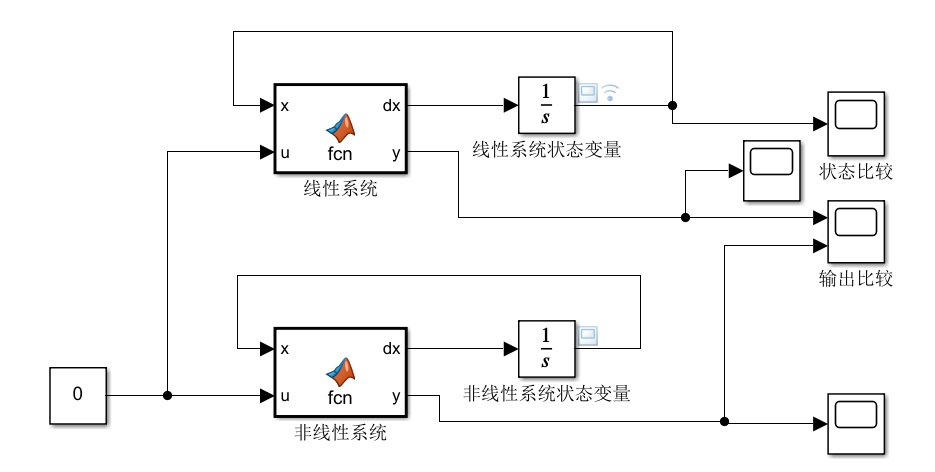 x
dx
u
fcn
y
线性系统
1
s
线性系统状态变量
状态比较
输出比较
x
dx
u
fcn
y
非线性系统
1
s
非线性系统状态变量
0